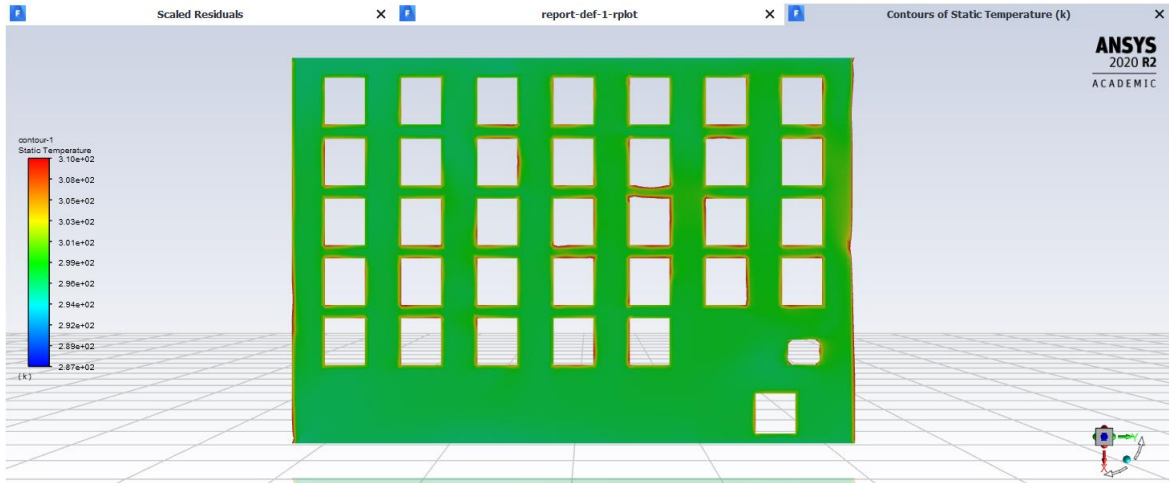 Scaled Residuals
report-def-1-rplot
Contours of Static Temperature (k)
ANSYS
2020 R2
ACADEMIC
contour-1
Static Temperature
3.10e+02
3.08e+02
3.05e+02
3.03e+02
3.01e+02
2.99e+02
2.96e+02
2.94e+02
2.92e+02
2.89e+02
2.87e+02
(k)
Y
X